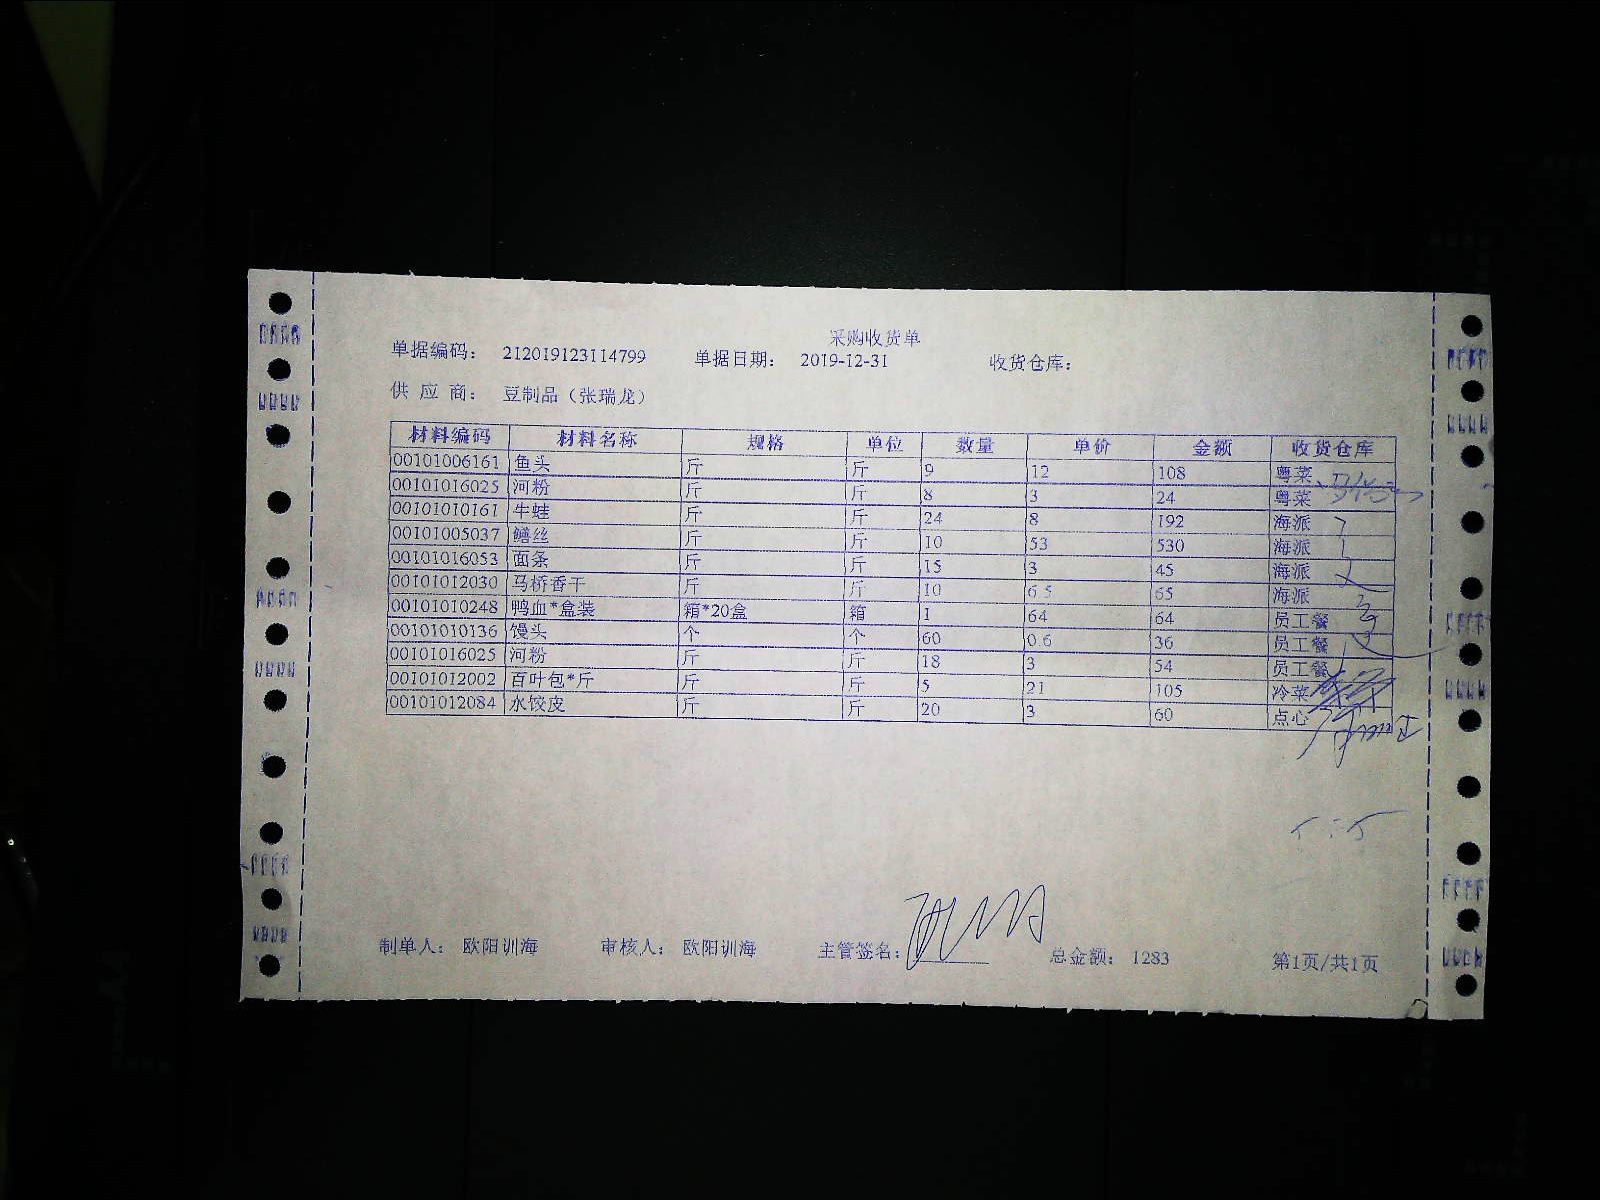 采购收货单
单据编码: 212019123114799 单据日期: 2019-12-31 收货仓库:
供 应 商: 豆制品（张瑞龙）
材料编码 材料名称 规格 单位 数量 单价 金额 收货仓库
00101006161 鱼头 斤 斤 9 12 108 粤菜
00101016025 河粉 斤 斤 8 3 24 粤菜
00101010161 牛蛙 斤 斤 24 8 192 海派
00101005037 鳝丝 斤 斤 10 53 530 海派
00101016053 面条 斤 斤 15 3 45 海派
00101012030 马桥香干 斤 斤 10 6.5 65 海派
00101010248 鸭血*盒装 箱*20盒 箱 1 64 64 员工餐
00101010136 馒头 个 个 60 0.6 36 员工餐
00101016025 河粉 斤 斤 18 3 54 员工餐
00101012002 百叶包*斤 斤 斤 5 21 105 冷菜
00101012084 水饺皮 斤 斤 20 3 60 点心
制单人: 欧阳训海 审核人: 欧阳训海 主管签名: 总金额: 1283 第1页/共1页